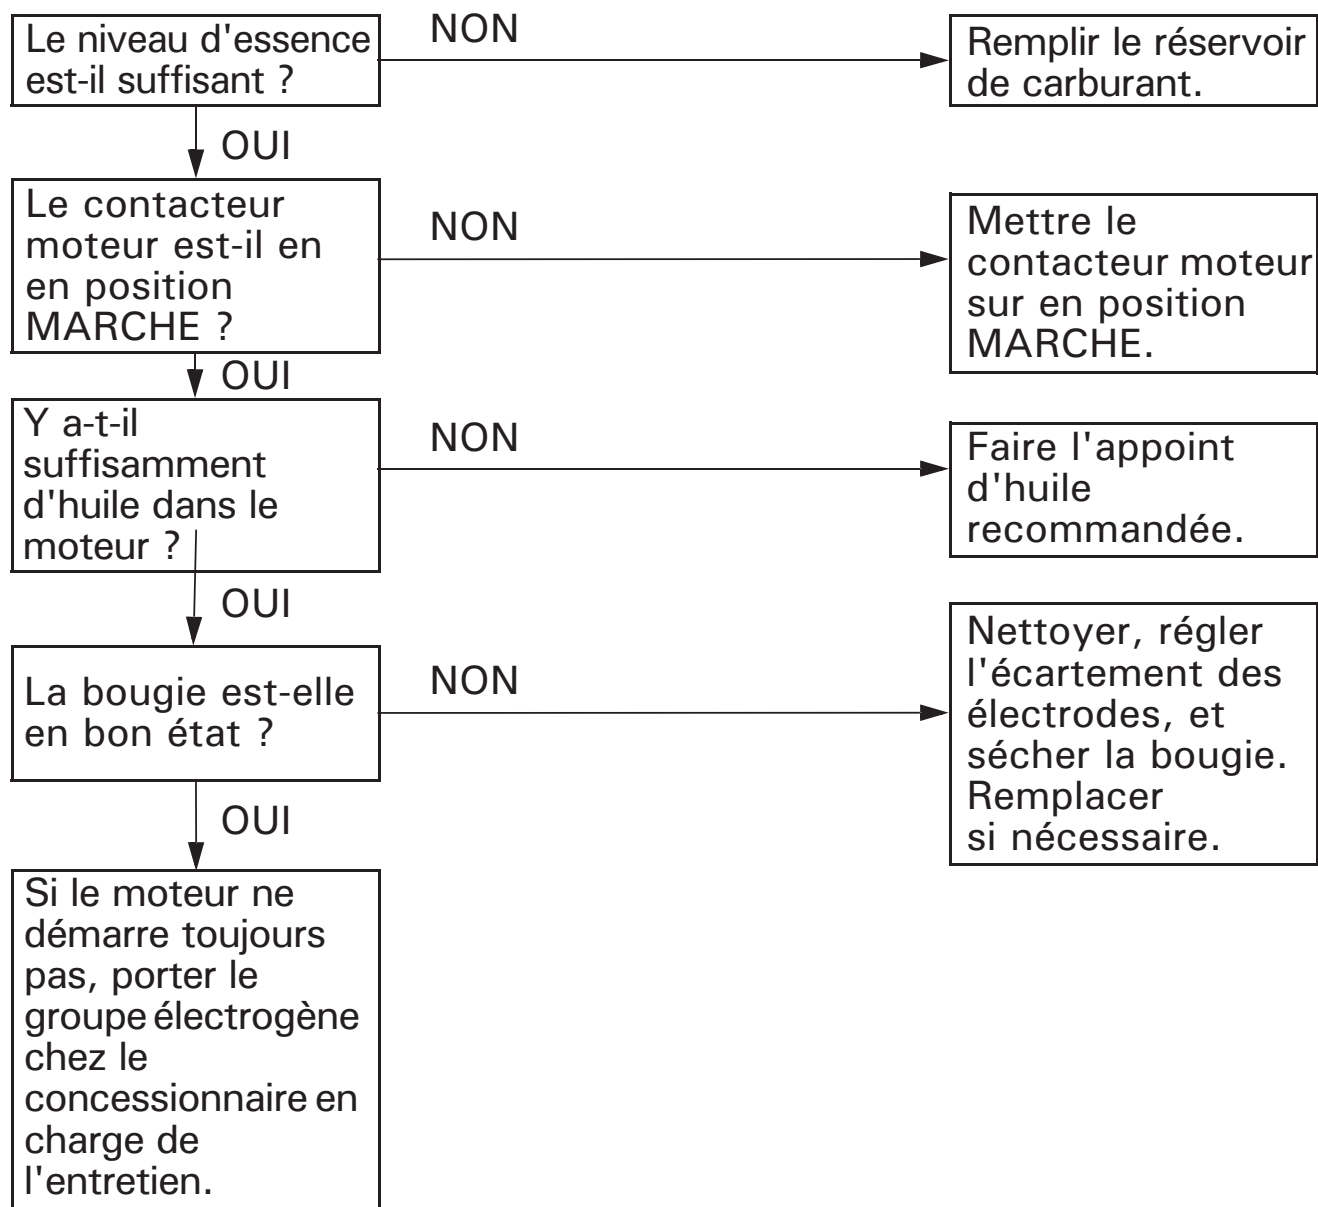 Le niveau d'essence
est-il suffisant ?
NON
Remplir le réservoir
de carburant.
OUI
Le contacteur
moteur est-il en
en position
MARCHE ?
NON
Mettre le
contacteur moteur
sur en position
MARCHE.
OUI
Y a-t-il
suffisamment
d'huile dans le
moteur ?
NON
Faire l'appoint
d'huile
recommandée.
OUI
La bougie est-elle
en bon état ?
NON
Nettoyer, régler
l'écartement des
électrodes, et
sécher la bougie.
Remplacer
si nécessaire.
OUI
Si le moteur ne
démarre toujours
pas, porter le
groupe électrogène
chez le
concessionnaire en
charge de
l'entretien.